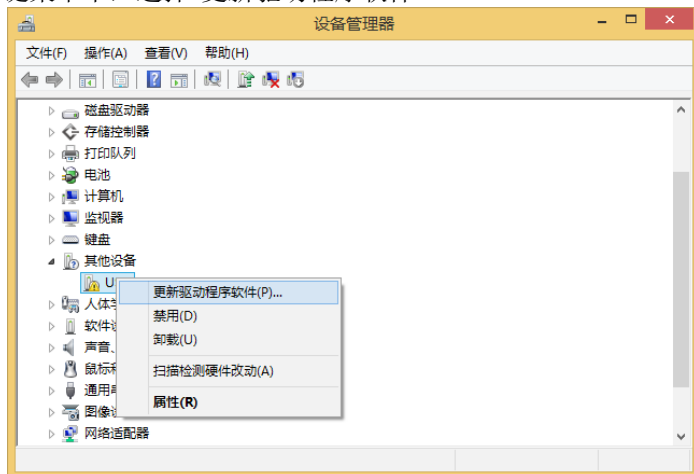 设备管理器
文件(F) 操作(A) 查看(V) 帮助(H)
磁盘驱动器
存储控制器
打印队列
电池
计算机
监视器
键盘
其他设备
U
更新驱动程序软件(P)...
人体
禁用(D)
软件
卸载(U)
声音、
鼠标
扫描检测硬件改动(A)
通用
图像
属性(R)
网络适配器